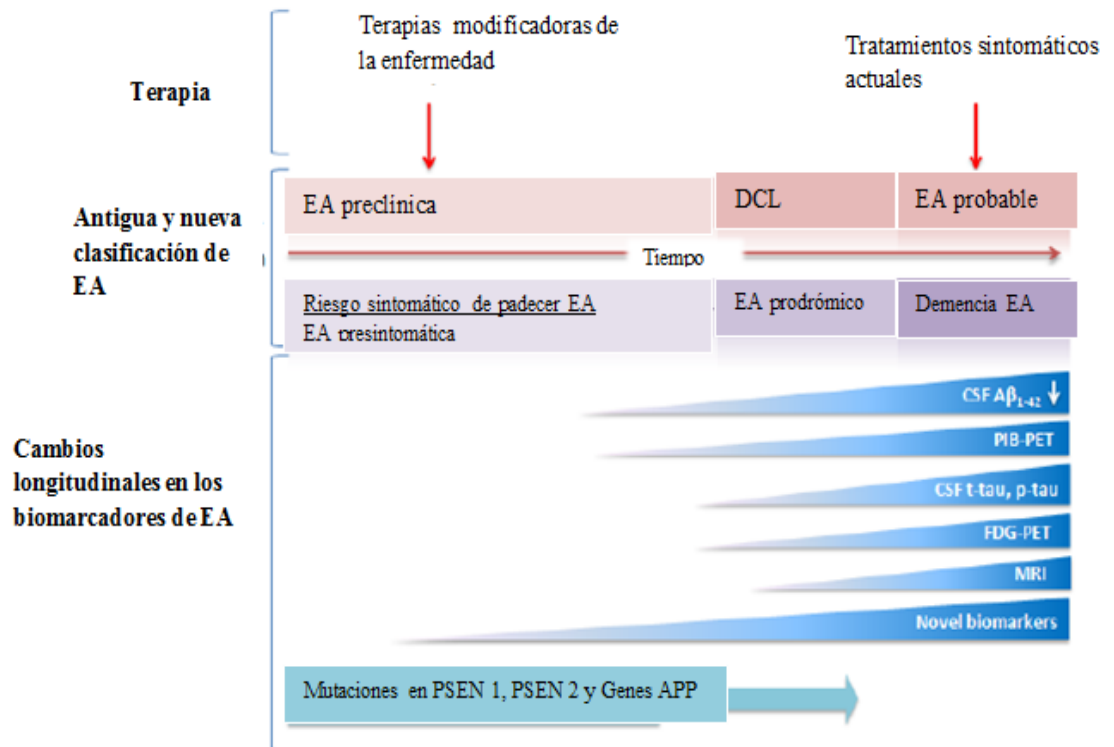 Terapias modificadoras de
la enfermedad
Tratamientos sintomáticos
actuales
Terapia
EA preclínica
DCL
EA probable
Antigua y nueva
clasificación de
EA
Tiempo
Riesgo sintomático de padecer EA
EA presintomática
EA prodrómico
Demencia EA
CSF Aβ1-42 ↓
PIB-PET
Cambios
longitudinales en los
biomarcadores de EA
CSF t-tau, p-tau
FDG-PET
MRI
Novel biomarkers
Mutaciones en PSEN 1, PSEN 2 y Genes APP